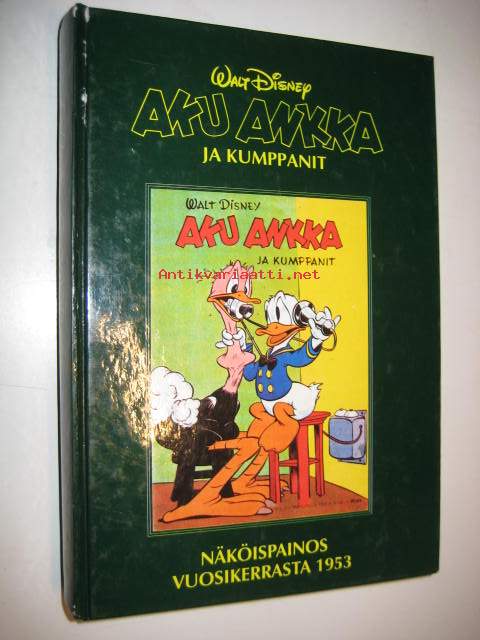 WALT DISNEY
AKU ANKKA
JA KUMPPANIT
WALT DISNEY
AKU ANKKA
JA KUMPPANIT
Antikvariaatti.net
NÄKÖISPAINOS
VUOSIKERRASTA 1953